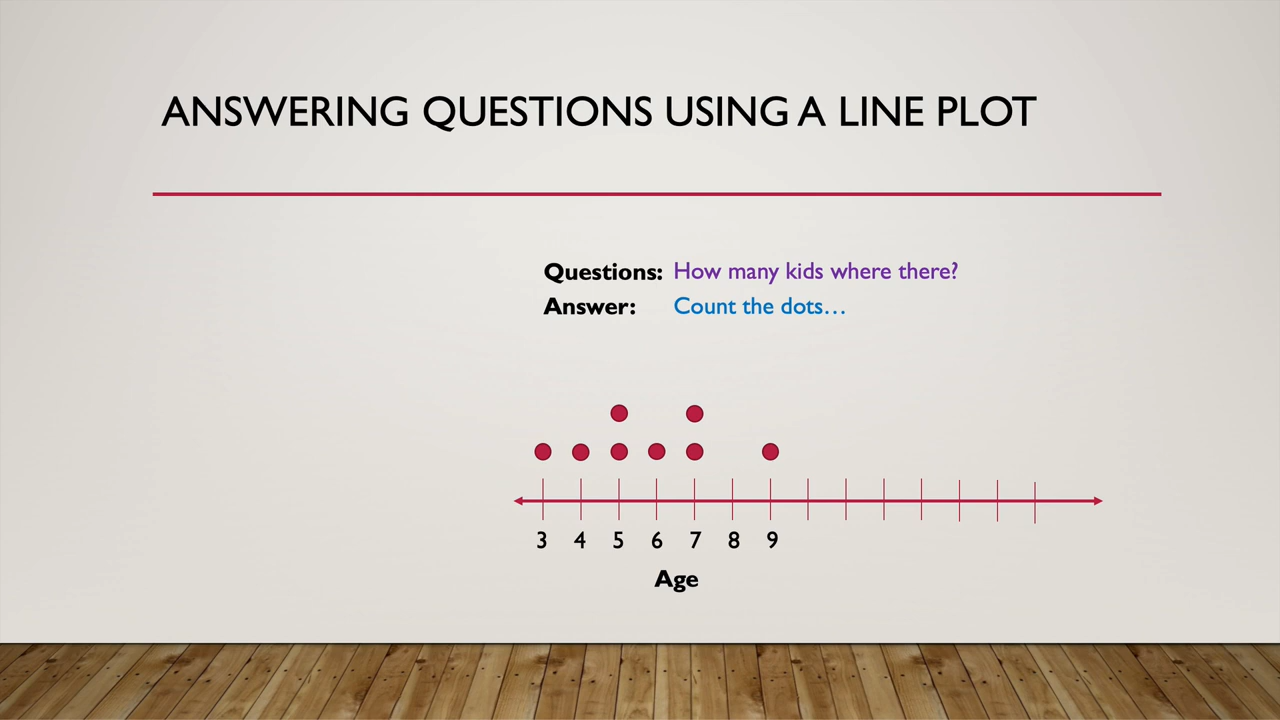 ANSWERING QUESTIONS USING A LINE PLOT
Questions: How many kids where there?
Answer: Count the dots…
3 4 5 6 7 8 9
Age